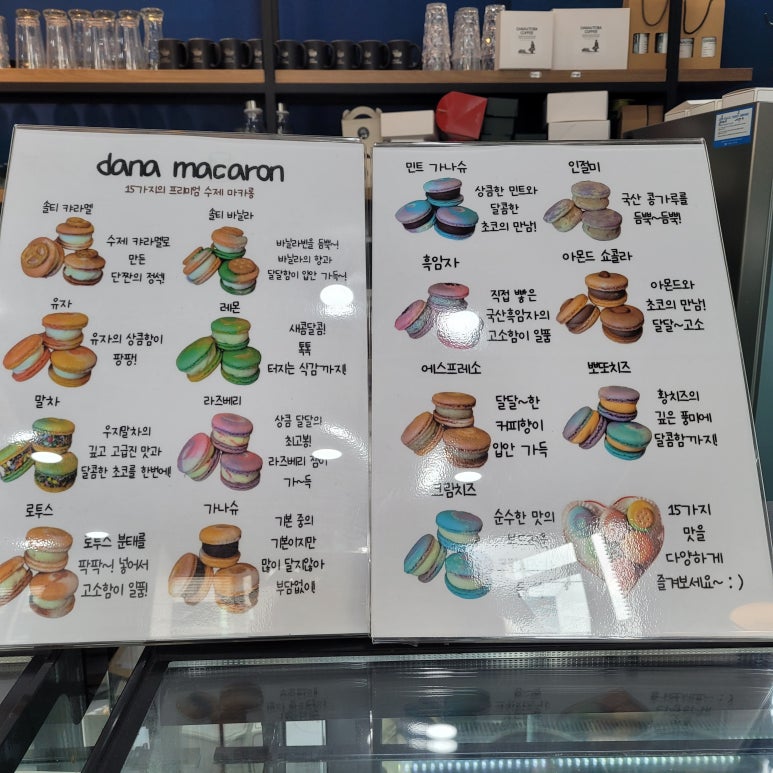 dana macaron
15가지의 프리미엄 수제 마카롱
솔티 캬라멜
수제 캬라멜로
만든
단짠의 정석!
솔티 바닐라
바닐라빈을 듬뿍~!
바닐라의 향과
달달함이 입안 가득~!
유자
유자의 상큼함이
팡팡!
레몬
새콤달콤!
톡톡
터지는 식감까지!
말차
우지말차의
깊고 고급진 맛과
달콤한 초코를 한번에!
라즈베리
상큼 달달의
최고봉!
라즈베리 잼이
가~득
로투스
로투스 분태를
팍팍~! 넣어서
고소함이 일품!
가나슈
기본 중의
기본이지만
많이 달지않아
부담없이!
민트 가나슈
상큼한 민트와
달콤한
초코의 만남!
인절미
국산 콩가루를
듬뿍~듬뿍!
흑임자
직접 빻은
국산흑임자의
고소함이 일품
아몬드 쇼콜라
아몬드와
초코의 만남!
달달~고소
에스프레소
달달~한
커피향이
입안 가득
뽀또치즈
황치즈의
깊은 풍미에
달콤함까지!
크림치즈
순수한 맛의
15가지
맛을
다양하게
즐겨보세요~ : )